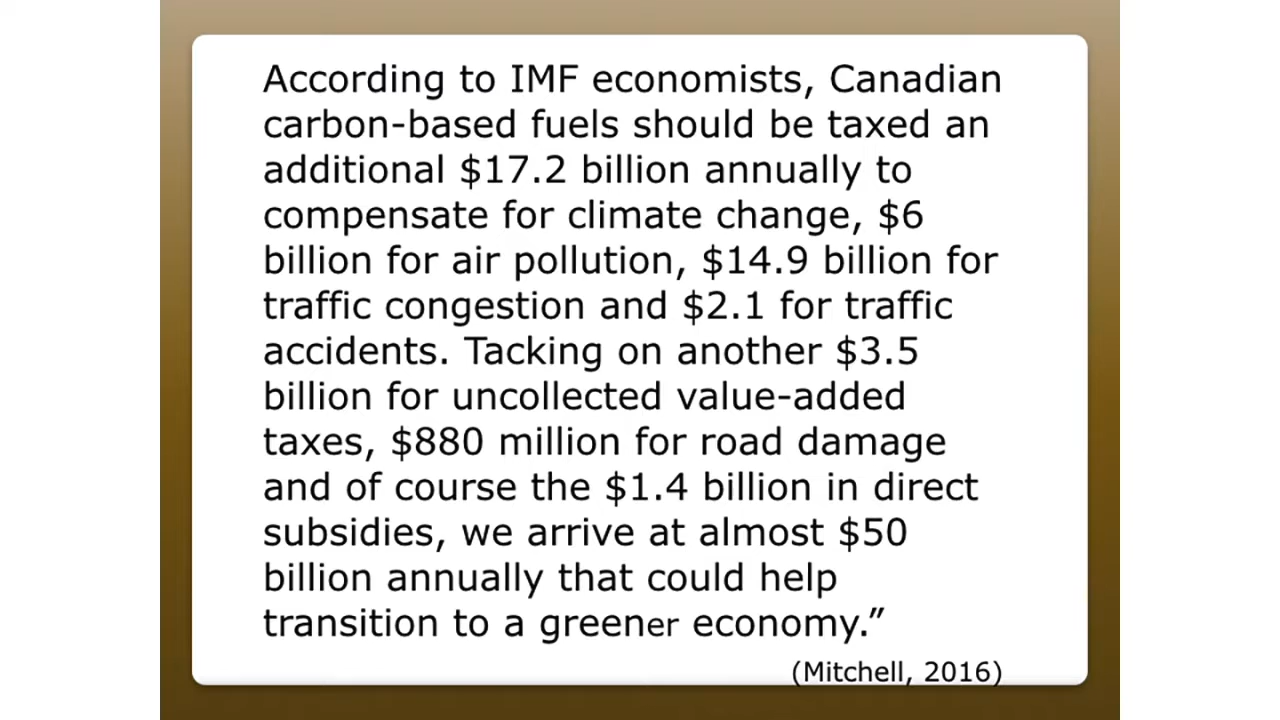 According to IMF economists, Canadian
carbon-based fuels should be taxed an
additional $17.2 billion annually to
compensate for climate change, $6
billion for air pollution, $14.9 billion for
traffic congestion and $2.1 for traffic
accidents. Tacking on another $3.5
billion for uncollected value-added
taxes, $880 million for road damage
and of course the $1.4 billion in direct
subsidies, we arrive at almost $50
billion annually that could help
transition to a greener economy.”
(Mitchell, 2016)